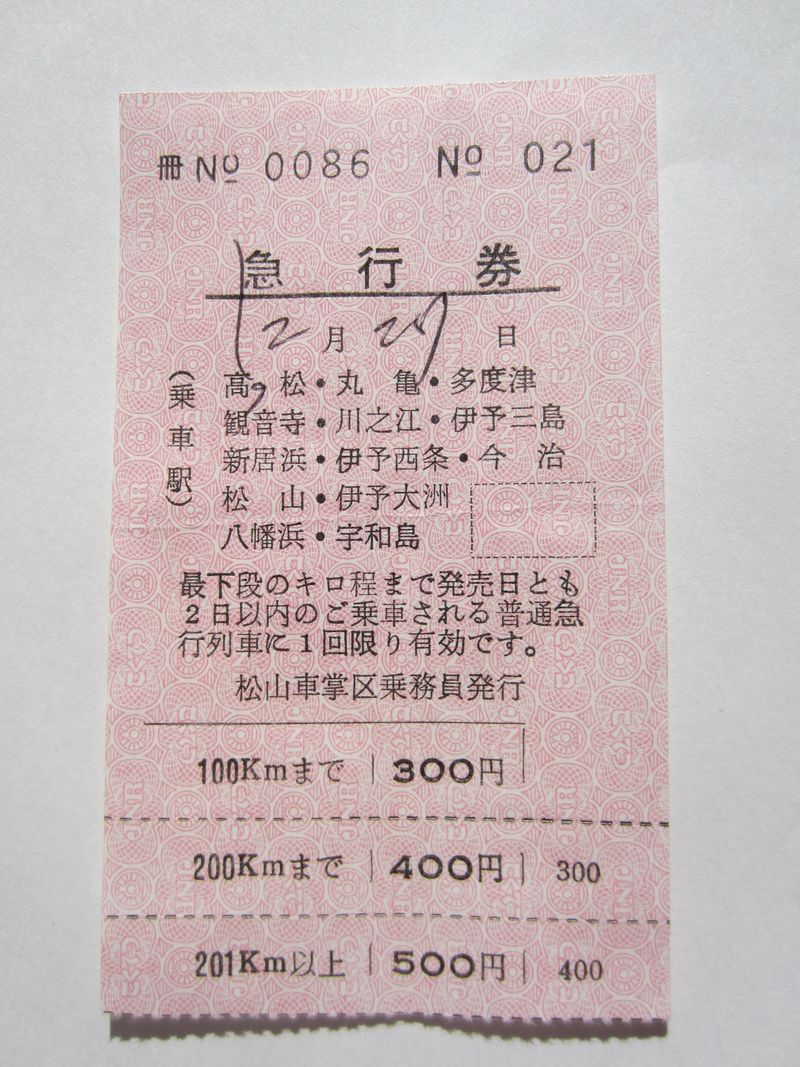 冊 No 0086 No 021
急行券
12月27日
(乗車駅)
高松・丸亀・多度津
観音寺・川之江・伊予三島
新居浜・伊予西条・今治
松山・伊予大洲
八幡浜・宇和島
最下段のキロ程まで発売日とも
2日以内のご乗車される普通急
行列車に1回限り有効です。
松山車掌区乗務員発行
100Kmまで 300円
200Kmまで 400円 300
201Km以上 500円 400